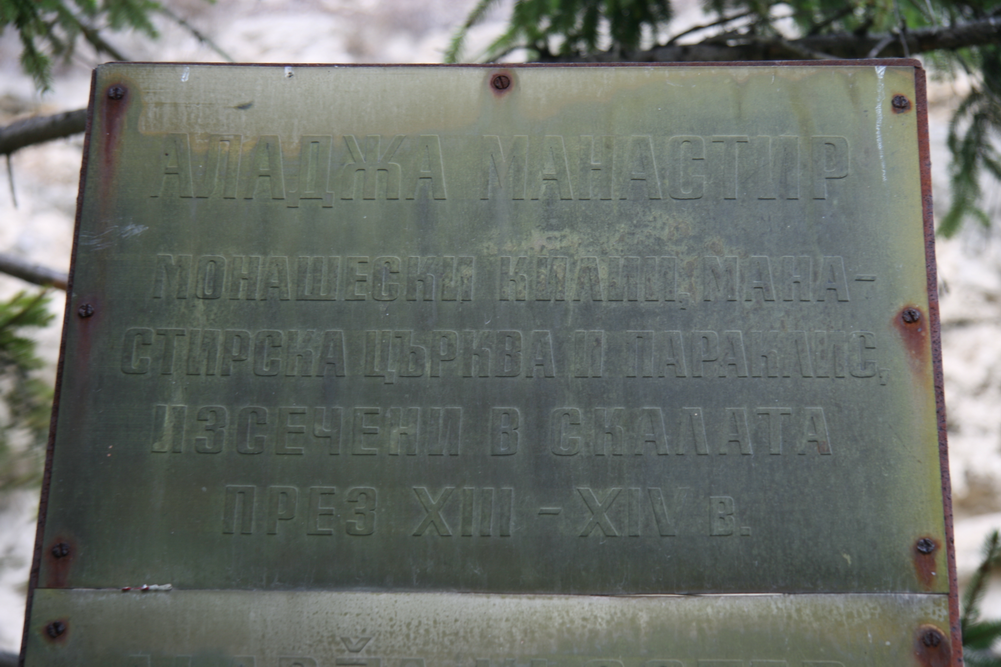 АЛАДЖА МАНАСТИР
МОНАШЕСКИ КИЛИИ, МАНА-
СТИРСКА ЦЪРКВА И ПАРАКЛИС,
ИЗСЕЧЕНИ В СКАЛАТА
ПРЕЗ XIII - XIV в.